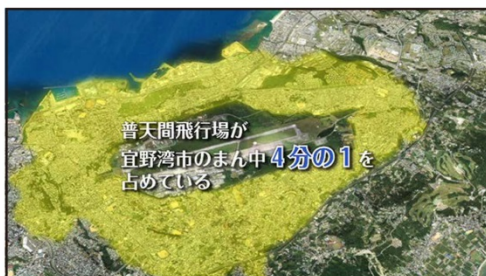 普天間飛行場が
宜野湾市のまん中４分の１を
占めている